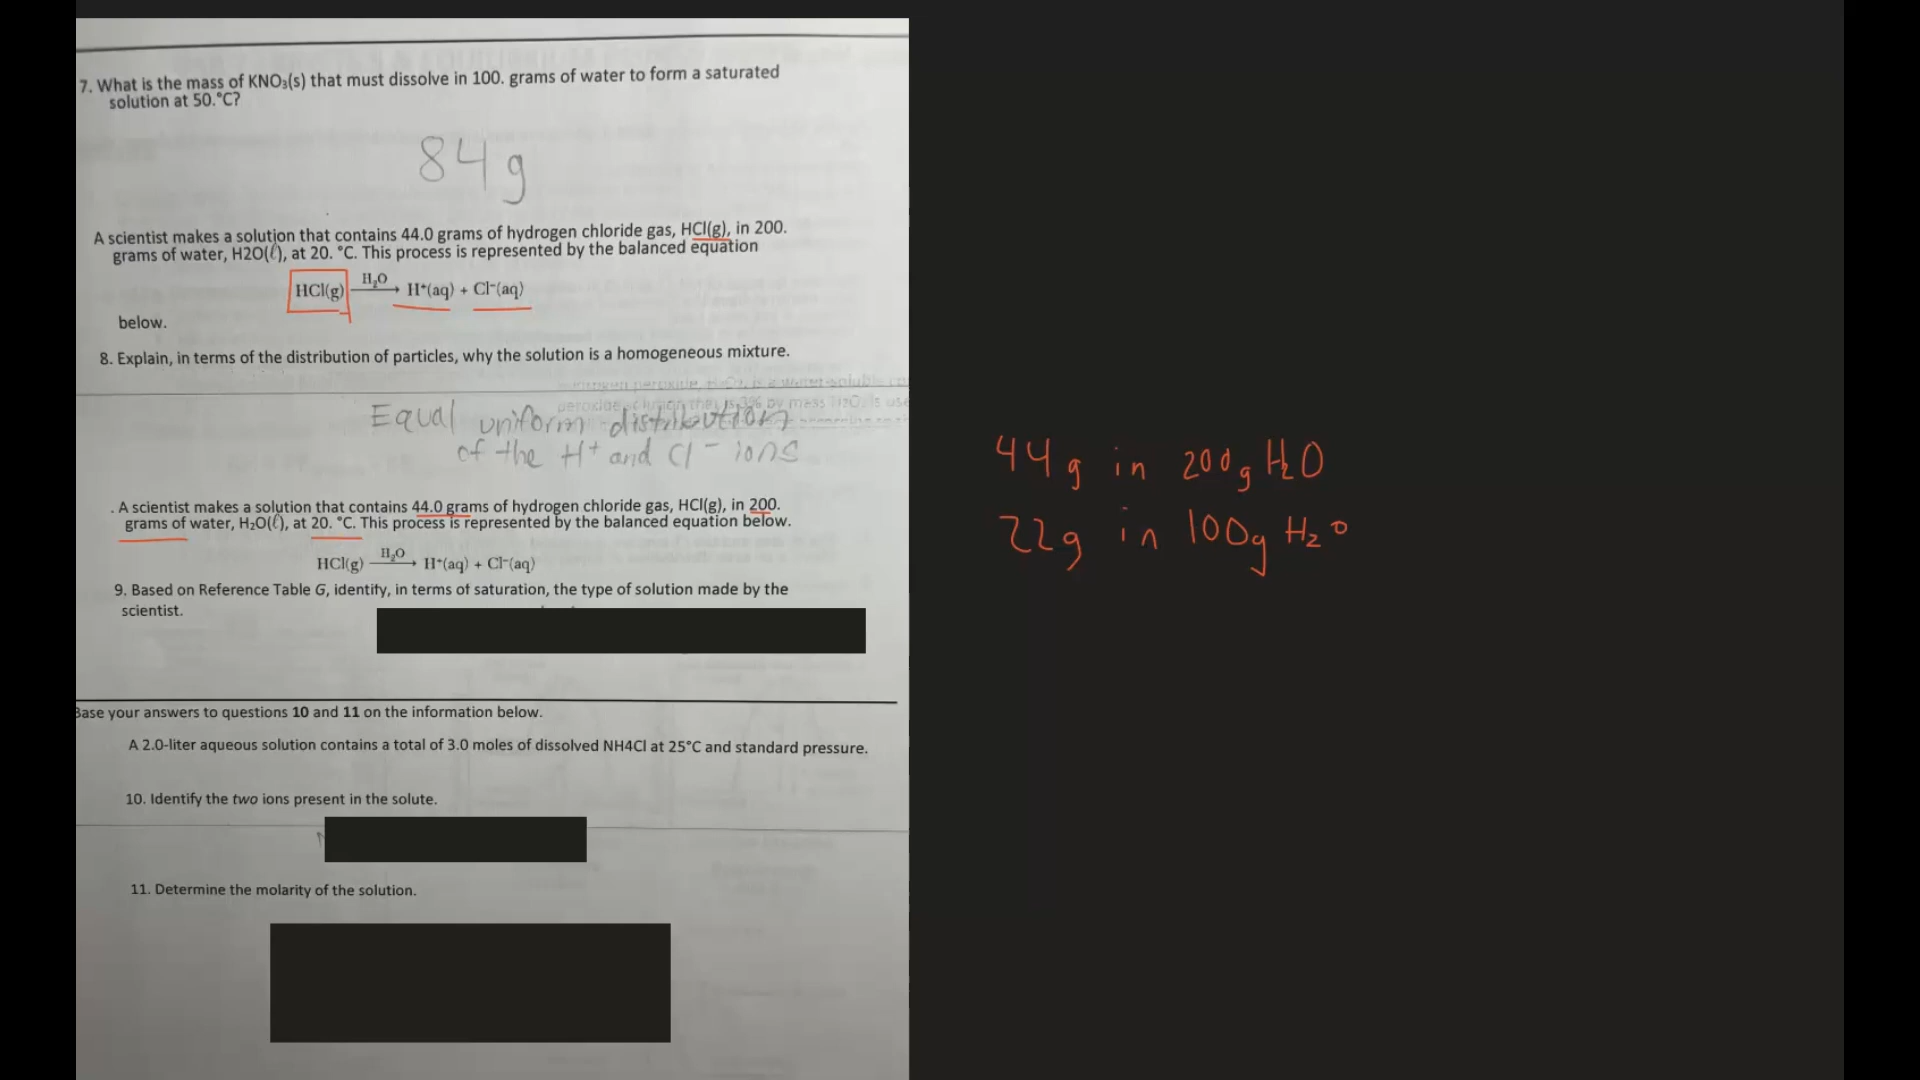 7. What is the mass of KNO₃(s) that must dissolve in 100. grams of water to form a saturated
solution at 50.°C?
84 g
A scientist makes a solution that contains 44.0 grams of hydrogen chloride gas, HCl(g), in 200.
grams of water, H2O(ℓ), at 20. °C. This process is represented by the balanced equation
HCl(g) —H₂O→ H⁺(aq) + Cl⁻(aq)
below.
8. Explain, in terms of the distribution of particles, why the solution is a homogeneous mixture.
Equal uniform distribution
of the H⁺ and Cl⁻ ions
. A scientist makes a solution that contains 44.0 grams of hydrogen chloride gas, HCl(g), in 200.
grams of water, H₂O(ℓ), at 20. °C. This process is represented by the balanced equation below.
HCl(g) —H₂O→ H⁺(aq) + Cl⁻(aq)
9. Based on Reference Table G, identify, in terms of saturation, the type of solution made by the
scientist.
Base your answers to questions 10 and 11 on the information below.
A 2.0-liter aqueous solution contains a total of 3.0 moles of dissolved NH4Cl at 25°C and standard pressure.
10. Identify the two ions present in the solute.
11. Determine the molarity of the solution.
44 g in 200g H₂O
22g in 100g H₂O